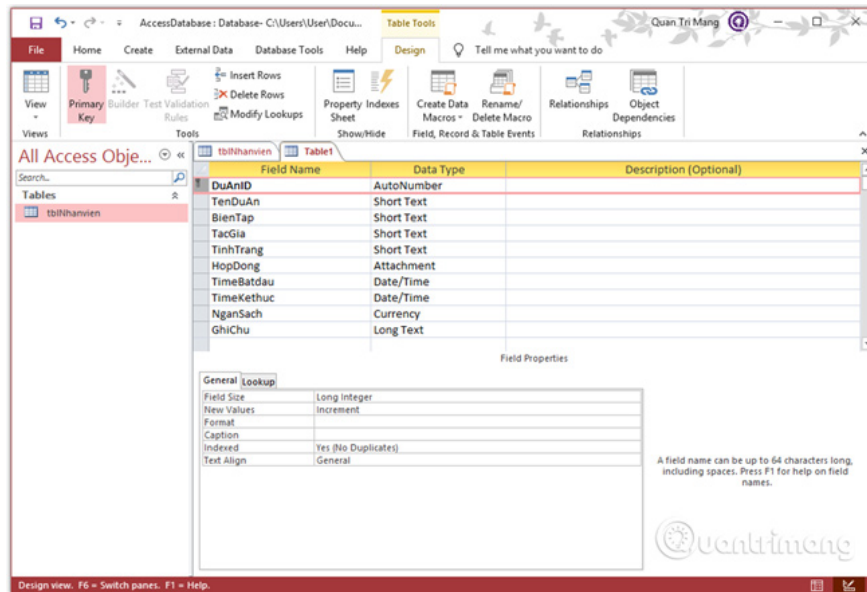 AccessDatabase : Database- C:\Users\User\Docu...
Table Tools
Quan Tri Mang
File Home Create External Data Database Tools Help Design Tell me what you want to do
View
Views
Primary Key
Builder
Test Validation Rules
Insert Rows
Delete Rows
Modify Lookups
Tools
Property Sheet
Indexes
Show/Hide
Create Data Macros
Rename/ Delete Macro
Field, Record & Table Events
Relationships
Object Dependencies
Relationships
All Access Obje...
Search...
Tables
tblNhanvien
tblNhanvien Table1
Field Name Data Type Description (Optional)
DuAnID AutoNumber
TenDuAn Short Text
BienTap Short Text
TacGia Short Text
TinhTrang Short Text
HopDong Attachment
TimeBatdau Date/Time
TimeKethuc Date/Time
NganSach Currency
GhiChu Long Text
Field Properties
General Lookup
Field Size Long Integer
New Values Increment
Format
Caption
Indexed Yes (No Duplicates)
Text Align General
A field name can be up to 64 characters long,
including spaces. Press F1 for help on field
names.
Quantrimang
Design view. F6 = Switch panes. F1 = Help.